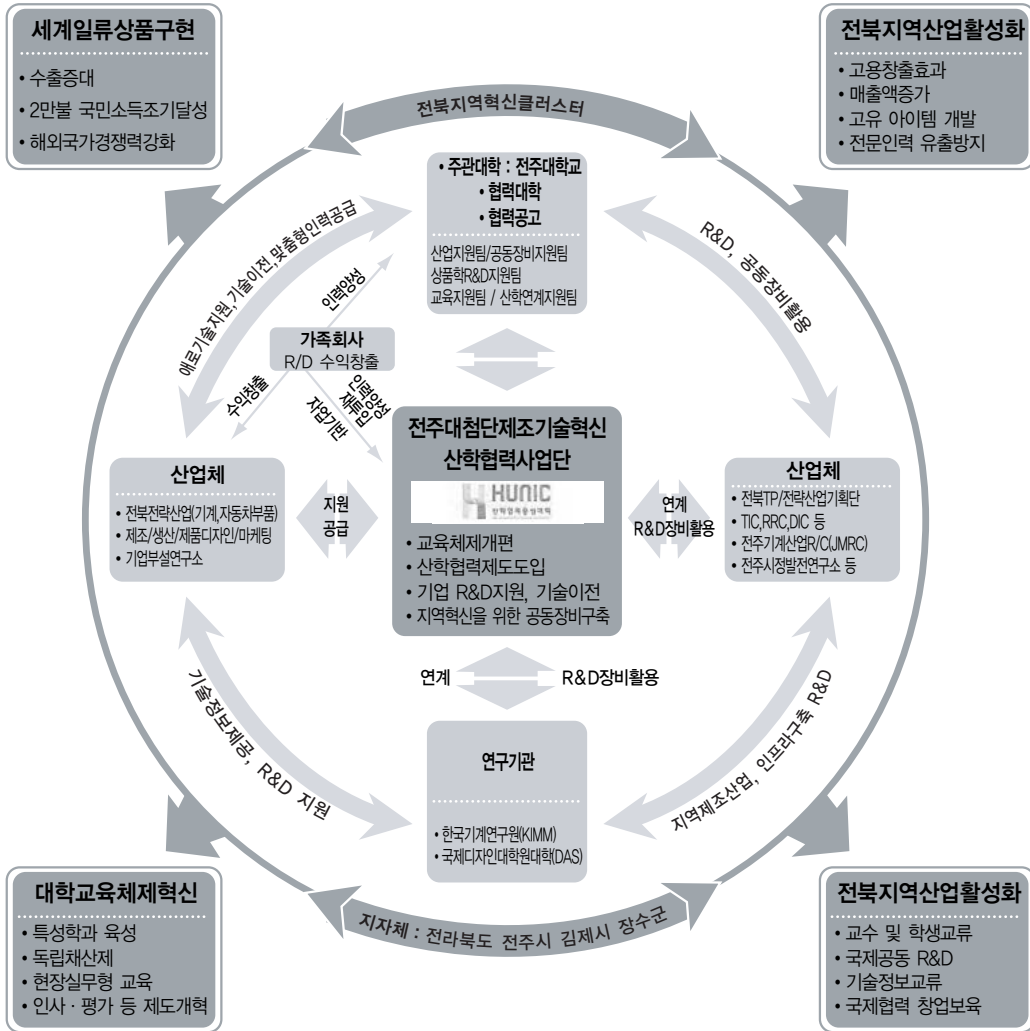 세계일류상품구현
• 수출증대
• 2만불 국민소득조기달성
• 해외국가경쟁력강화
전북지역산업활성화
• 고용창출효과
• 매출액증가
• 고유 아이템 개발
• 전문인력 유출방지
전북지역혁신클러스터
• 주관대학 : 전주대학교
• 협력대학
• 협력공고
산업지원팀/공동장비지원팀
상품학R&D지원팀
교육지원팀 / 산학연계지원팀
애로기술지원,기술이전,맞춤형인력공급
R&D, 공동장비활용
인력양성
가족회사
R/D 수익창출
수익창출
인력양성
재투입
자업기반
전주대첨단제조기술혁신
산학협력사업단
HUNIC
산학협력중심대학
• 교육체제개편
• 산학협력제도도입
• 기업 R&D지원, 기술이전
• 지역혁신을 위한 공동장비구축
산업체
• 전북전략산업(기계,자동차부품)
• 제조/생산/제품디자인/마케팅
• 기업부설연구소
지원
공급
연계
R&D장비활용
산업체
• 전북TP/전략산업기획단
• TIC,RRC,DIC 등
• 전주기계산업R/C(JMRC)
• 전주시정발전연구소 등
연계
R&D장비활용
기술정보제공, R&D 지원
지역제조산업, 인프라구축 R&D
연구기관
• 한국기계연구원(KIMM)
• 국제디자인대학원대학(DAS)
지자체 : 전라북도 전주시 김제시 장수군
대학교육체제혁신
• 특성학과 육성
• 독립채산제
• 현장실무형 교육
• 인사 · 평가 등 제도개혁
전북지역산업활성화
• 교수 및 학생교류
• 국제공동 R&D
• 기술정보교류
• 국제협력 창업보육